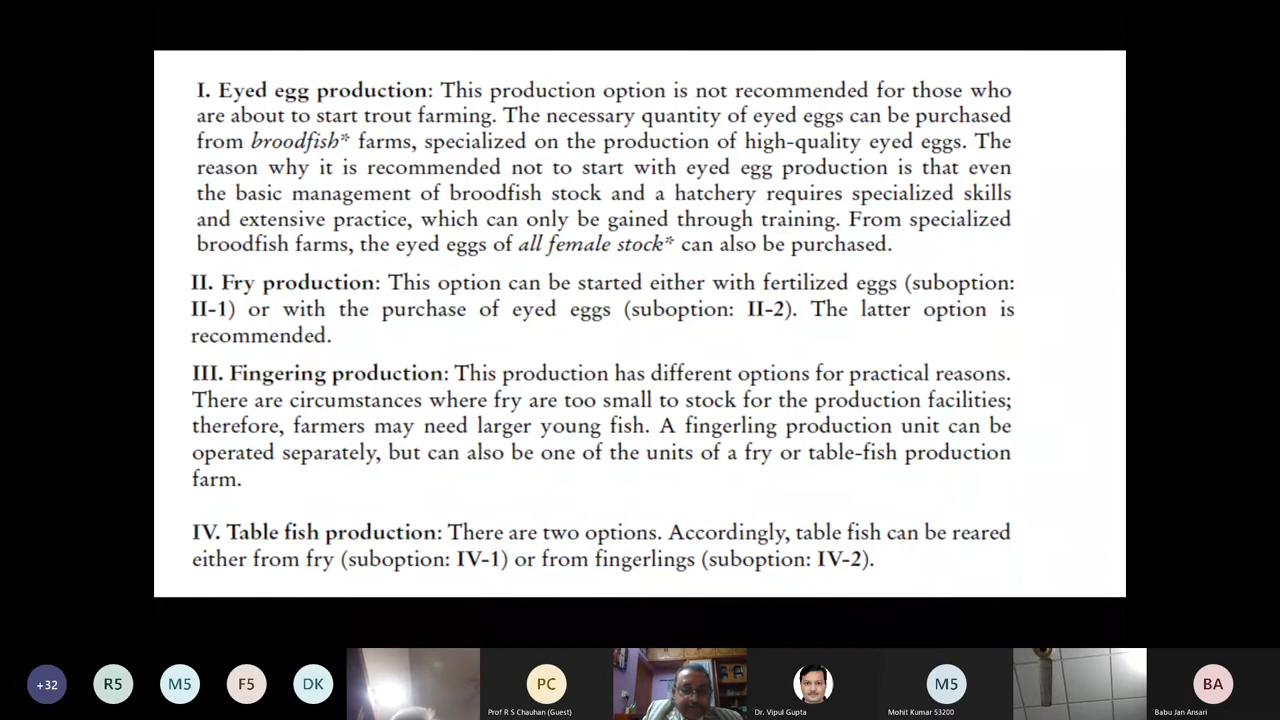 I. Eyed egg production: This production option is not recommended for those who
are about to start trout farming. The necessary quantity of eyed eggs can be purchased
from broodfish* farms, specialized on the production of high-quality eyed eggs. The
reason why it is recommended not to start with eyed egg production is that even
the basic management of broodfish stock and a hatchery requires specialized skills
and extensive practice, which can only be gained through training. From specialized
broodfish farms, the eyed eggs of all female stock* can also be purchased.
II. Fry production: This option can be started either with fertilized eggs (suboption:
II-1) or with the purchase of eyed eggs (suboption: II-2). The latter option is
recommended.
III. Fingering production: This production has different options for practical reasons.
There are circumstances where fry are too small to stock for the production facilities;
therefore, farmers may need larger young fish. A fingerling production unit can be
operated separately, but can also be one of the units of a fry or table-fish production
farm.
IV. Table fish production: There are two options. Accordingly, table fish can be reared
either from fry (suboption: IV-1) or from fingerlings (suboption: IV-2).
+32 R5 M5 F5 DK PC M5 BA
Prof R S Chauhan (Guest) Dr. Vipul Gupta Mohit Kumar 53200 Babu Jan Ansari